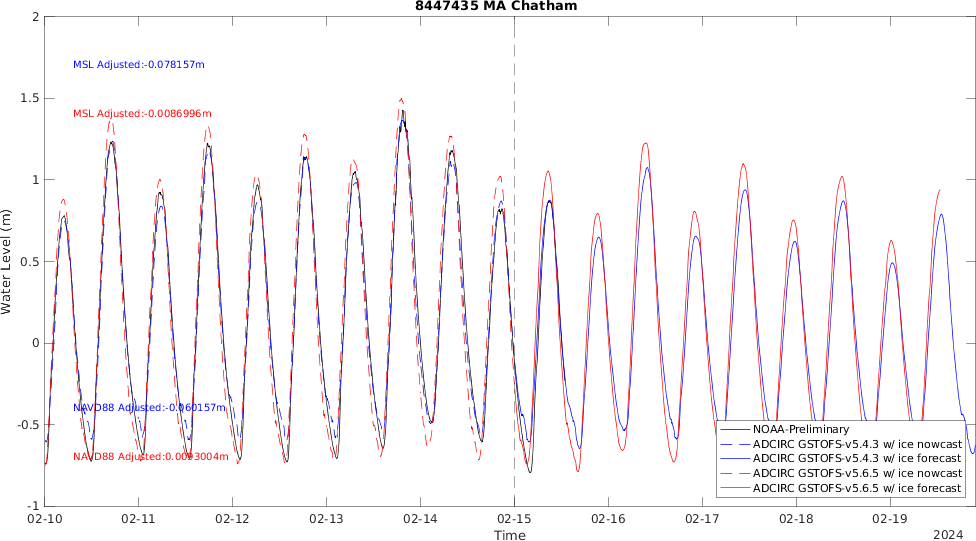 8447435 MA Chatham
2
1.5
1
0.5
0
-0.5
-1
Water Level (m)
MSL Adjusted:-0.078157m
MSL Adjusted:-0.0086996m
NAVD88 Adjusted:-0.060157m
NAVD88 Adjusted:0.0093004m
NOAA-Preliminary
ADCIRC GSTOFS-v5.4.3 w/ ice nowcast
ADCIRC GSTOFS-v5.4.3 w/ ice forecast
ADCIRC GSTOFS-v5.6.5 w/ ice nowcast
ADCIRC GSTOFS-v5.6.5 w/ ice forecast
02-10 02-11 02-12 02-13 02-14 02-15 02-16 02-17 02-18 02-19
Time
2024